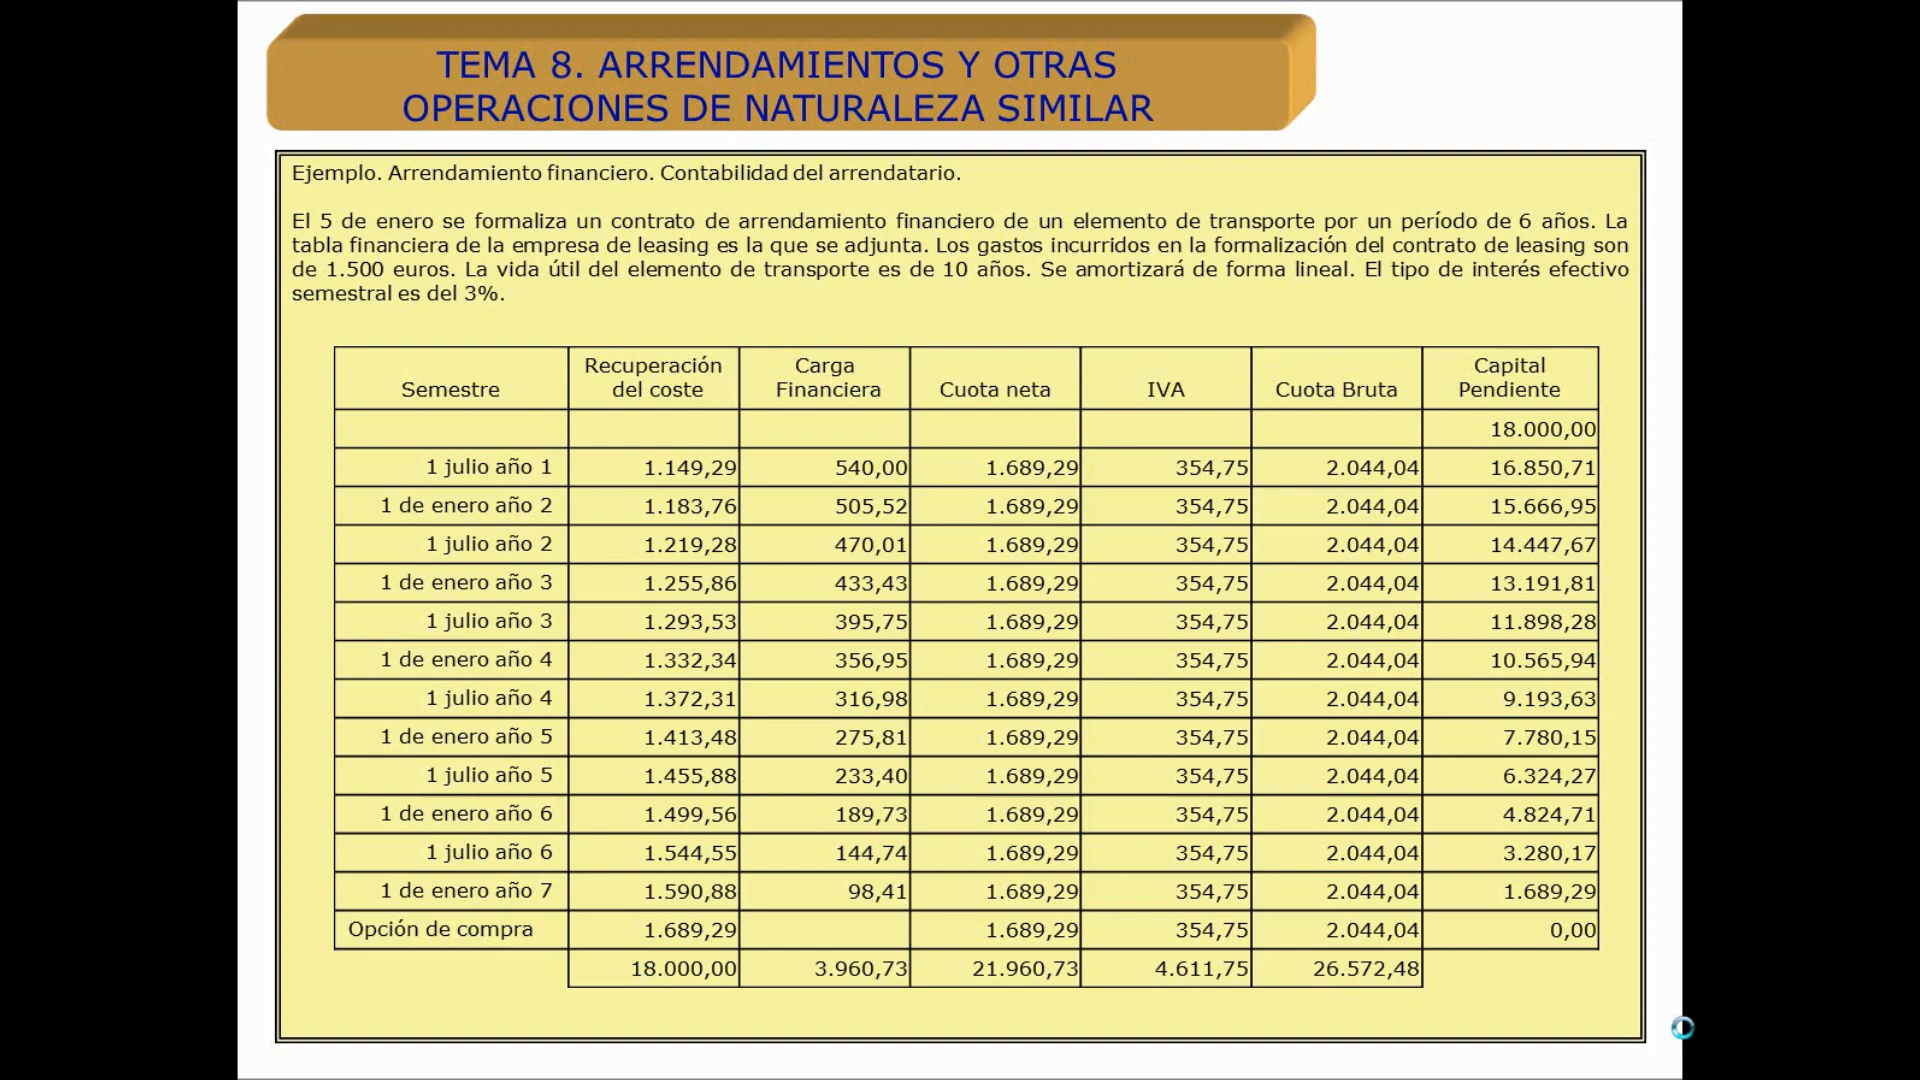 TEMA 8. ARRENDAMIENTOS Y OTRAS
OPERACIONES DE NATURALEZA SIMILAR
Ejemplo. Arrendamiento financiero. Contabilidad del arrendatario.
El 5 de enero se formaliza un contrato de arrendamiento financiero de un elemento de transporte por un período de 6 años. La
tabla financiera de la empresa de leasing es la que se adjunta. Los gastos incurridos en la formalización del contrato de leasing son
de 1.500 euros. La vida útil del elemento de transporte es de 10 años. Se amortizará de forma lineal. El tipo de interés efectivo
semestral es del 3%.
Semestre Recuperación del coste Carga Financiera Cuota neta IVA Cuota Bruta Capital Pendiente
18.000,00
1 julio año 1 1.149,29 540,00 1.689,29 354,75 2.044,04 16.850,71
1 de enero año 2 1.183,76 505,52 1.689,29 354,75 2.044,04 15.666,95
1 julio año 2 1.219,28 470,01 1.689,29 354,75 2.044,04 14.447,67
1 de enero año 3 1.255,86 433,43 1.689,29 354,75 2.044,04 13.191,81
1 julio año 3 1.293,53 395,75 1.689,29 354,75 2.044,04 11.898,28
1 de enero año 4 1.332,34 356,95 1.689,29 354,75 2.044,04 10.565,94
1 julio año 4 1.372,31 316,98 1.689,29 354,75 2.044,04 9.193,63
1 de enero año 5 1.413,48 275,81 1.689,29 354,75 2.044,04 7.780,15
1 julio año 5 1.455,88 233,40 1.689,29 354,75 2.044,04 6.324,27
1 de enero año 6 1.499,56 189,73 1.689,29 354,75 2.044,04 4.824,71
1 julio año 6 1.544,55 144,74 1.689,29 354,75 2.044,04 3.280,17
1 de enero año 7 1.590,88 98,41 1.689,29 354,75 2.044,04 1.689,29
Opción de compra 1.689,29 1.689,29 354,75 2.044,04 0,00
18.000,00 3.960,73 21.960,73 4.611,75 26.572,48